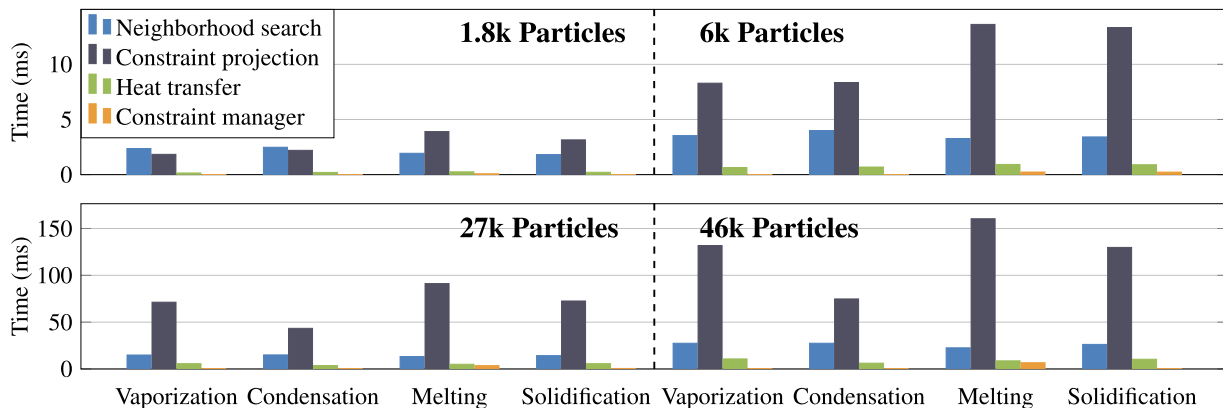 Neighborhood search
Constraint projection
Heat transfer
Constraint manager
1.8k Particles
6k Particles
Time (ms)
10
5
0
27k Particles
46k Particles
Time (ms)
150
100
50
0
Vaporization Condensation Melting Solidification Vaporization Condensation Melting Solidification